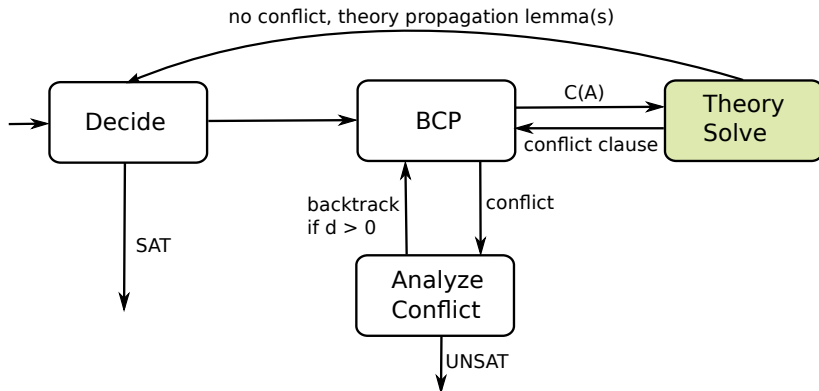 no conflict, theory propagation lemma(s)
Decide
BCP
C(A)
Theory
Solve
conflict clause
backtrack
if d > 0
conflict
SAT
Analyze
Conflict
UNSAT